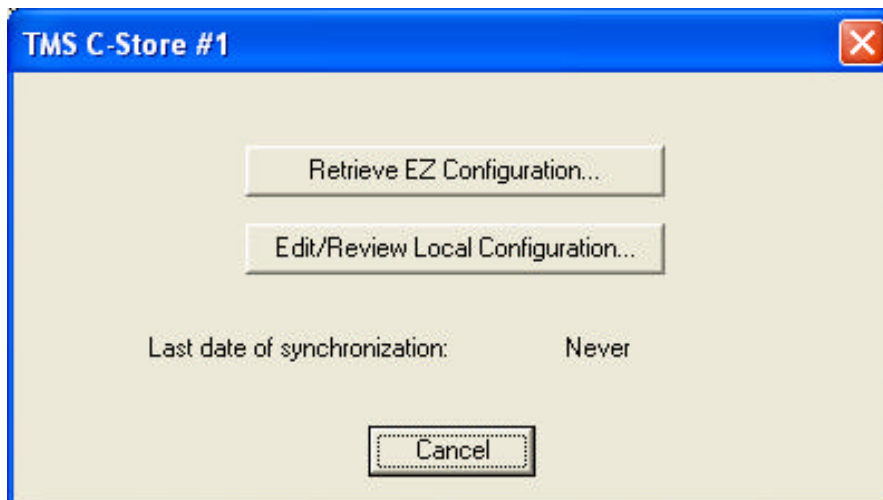 TMS C-Store #1
Retrieve EZ Configuration...
Edit/Review Local Configuration...
Last date of synchronization: Never
Cancel